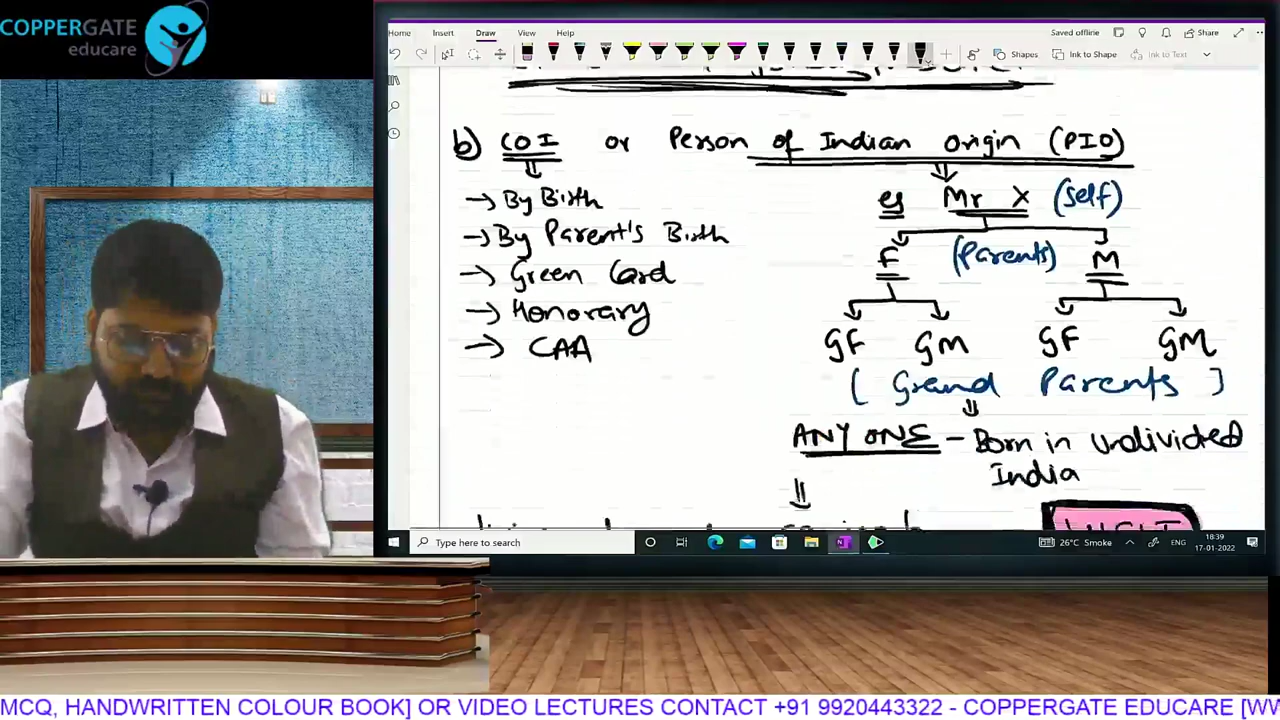 COPPERGATE
educare
Home Insert Draw View Help
Saved offline Share
Shapes Ink to Shape Ink to Text
b) COI or Person of Indian Origin (PIO)
→ By Birth
→ By Parent's Birth
→ Green Card
→ Honorary
→ CAA
eg Mr X (Self)
F (Parents) M
GF GM GF GM
( Grand Parents )
ANY ONE - Born in undivided
India
Type here to search
26°C Smoke ENG 18:39
17-01-2022
MCQ, HANDWRITTEN COLOUR BOOK] OR VIDEO LECTURES CONTACT +91 9920443322 - COPPERGATE EDUCARE [WV